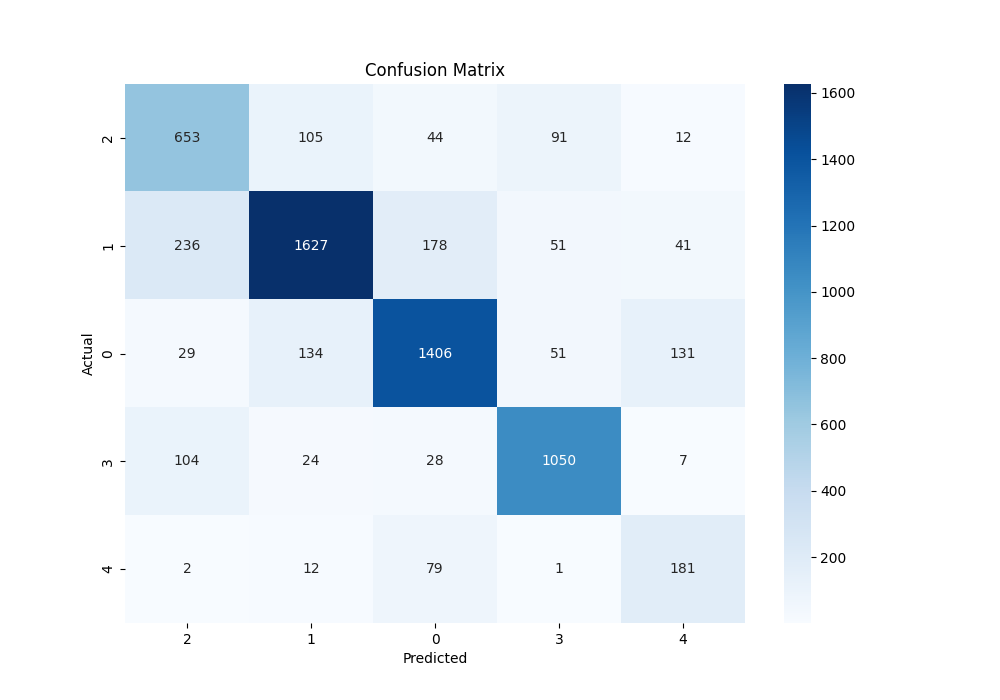 Confusion Matrix
Actual
2 653 105 44 91 12
1 236 1627 178 51 41
0 29 134 1406 51 131
3 104 24 28 1050 7
4 2 12 79 1 181
2 1 0 3 4
Predicted
1600
1400
1200
1000
800
600
400
200